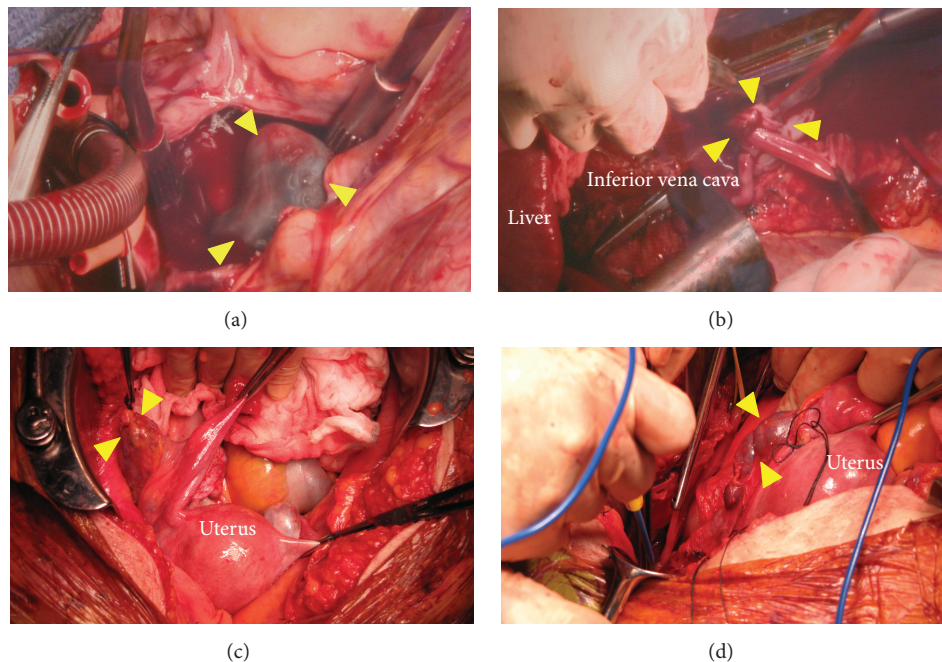 Inferior vena cava
Liver
(a)
(b)
Uterus
Uterus
(c)
(d)